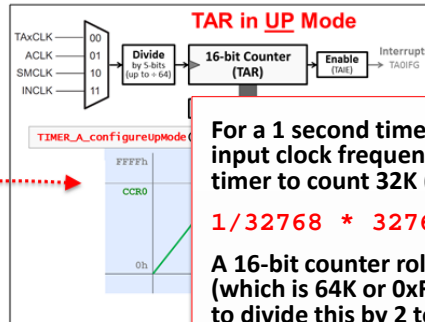 TAR in UP Mode
TAxCLK 00
ACLK 01
SMCLK 10
INCLK 11
Divide
by 5-bits
(up to ÷ 64)
16-bit Counter
(TAR)
Enable
(TAIE)
Interrupt
TA0IFG
TIMER_A_configureUpMode(
FFFFh
CCR0
0h
For a 1 second time
input clock frequen
timer to count 32K
1/32768 * 3276
A 16-bit counter rol
(which is 64K or 0xF
to divide this by 2 to